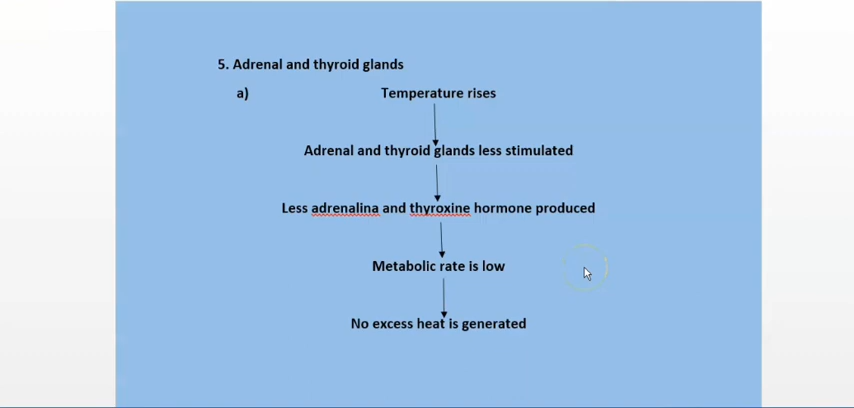 5. Adrenal and thyroid glands
a) Temperature rises
Adrenal and thyroid glands less stimulated
Less adrenalina and thyroxine hormone produced
Metabolic rate is low
No excess heat is generated